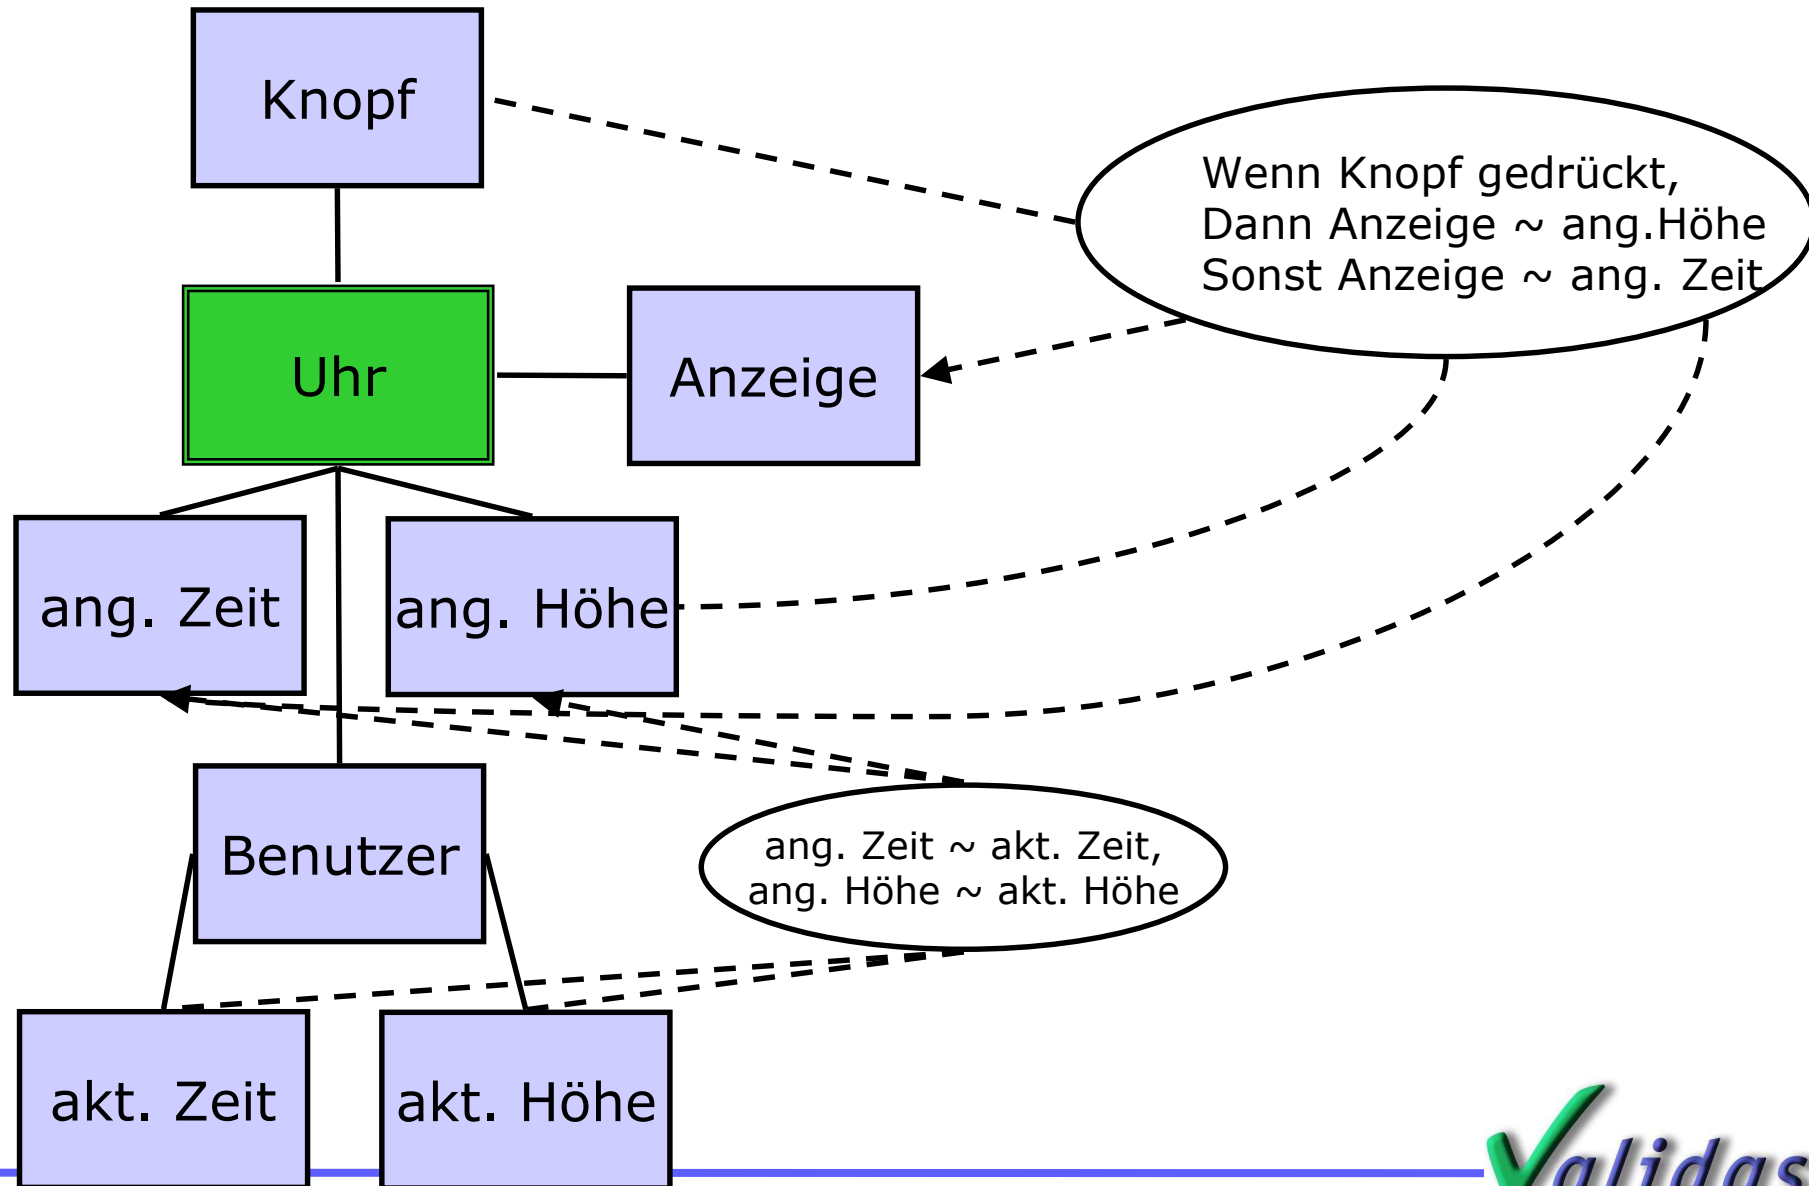 Knopf
Wenn Knopf gedrückt,
Dann Anzeige ~ ang.Höhe
Sonst Anzeige ~ ang. Zeit
Uhr
Anzeige
ang. Zeit
ang. Höhe
Benutzer
ang. Zeit ~ akt. Zeit,
ang. Höhe ~ akt. Höhe
akt. Zeit
akt. Höhe
Validas